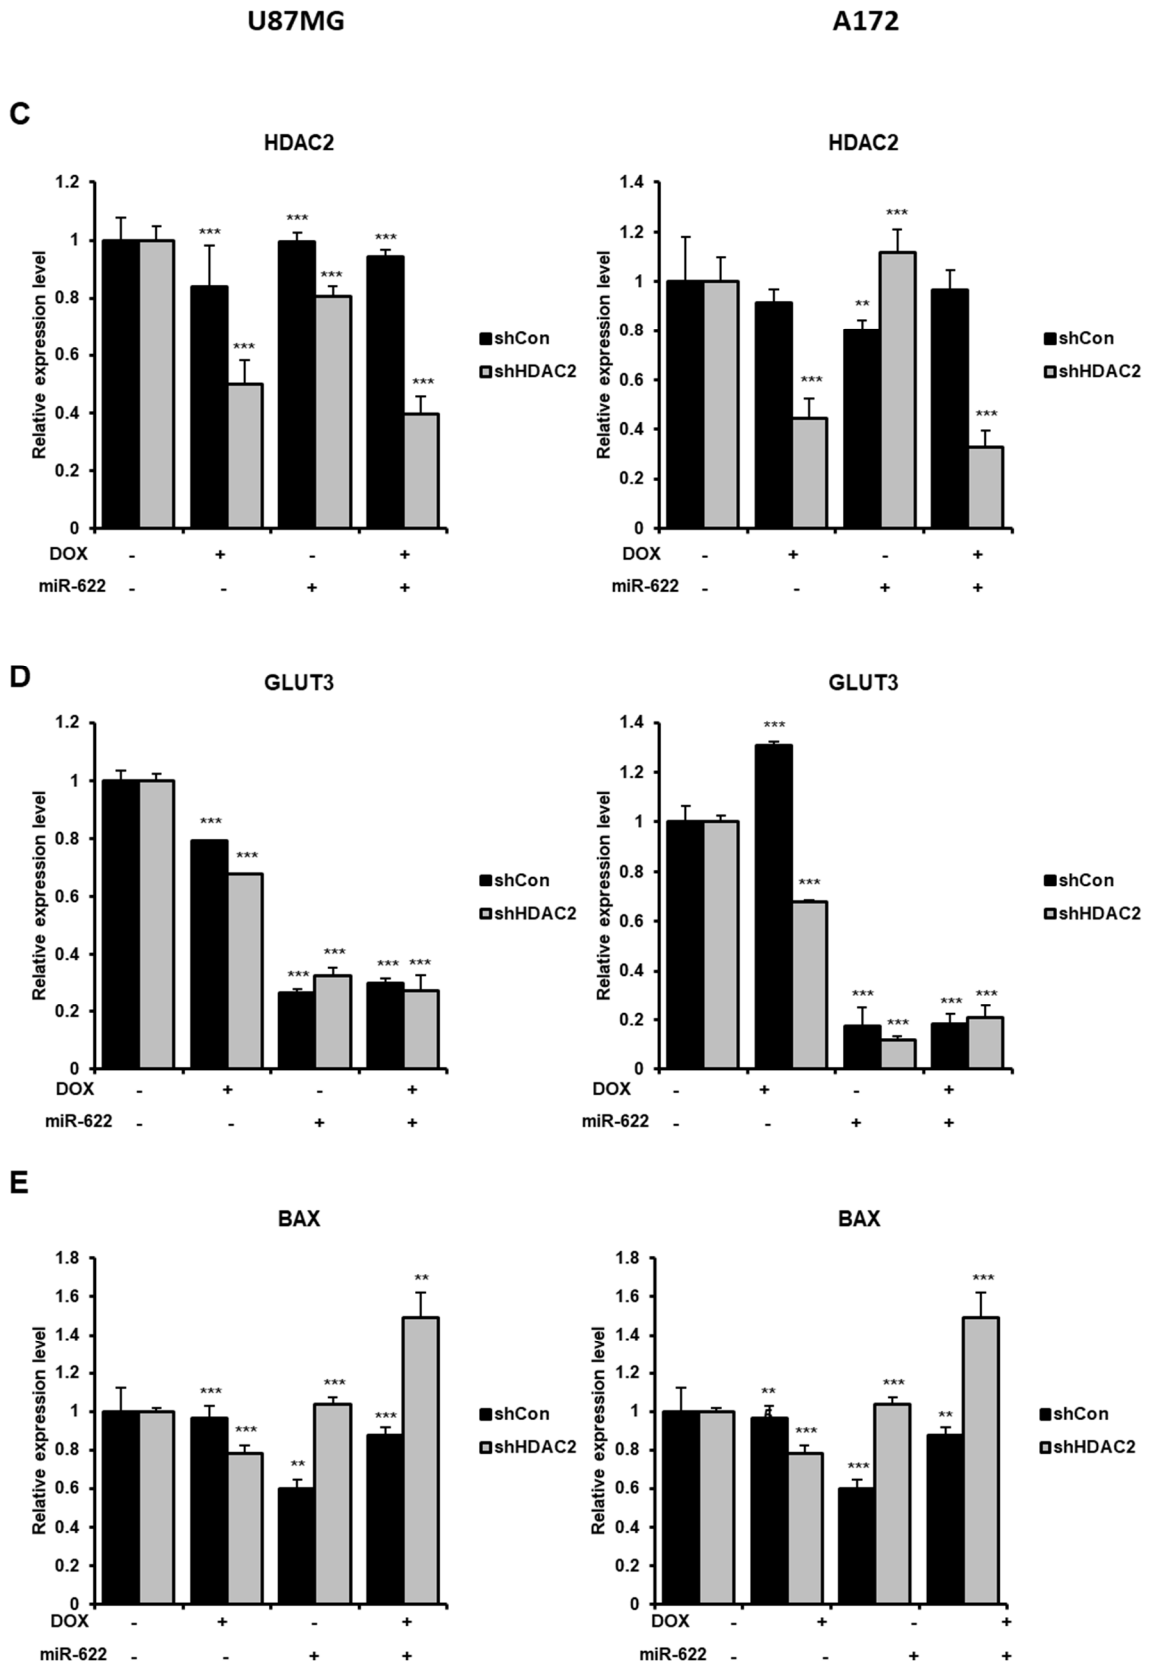 U87MG A172
C
HDAC2 HDAC2
1.2 1.4
*** *** *** *** *** *** *** ** *** *** ***
1 1.2
0.8 1
0.6 0.8
0.4 0.6
0.2 0.4
0 0.2
0
Relative expression level Relative expression level
shCon shCon
shHDAC2 shHDAC2
DOX - + - + DOX - + - +
miR-622 - - + + miR-622 - - + +
D
GLUT3 GLUT3
1.2 1.4
*** *** *** *** *** *** *** *** *** *** *** ***
1 1.2
0.8 1
0.6 0.8
0.4 0.6
0.2 0.4
0 0.2
0
Relative expression level Relative expression level
shCon shCon
shHDAC2 shHDAC2
DOX - + - + DOX - + - +
miR-622 - - + + miR-622 - - + +
E
BAX BAX
1.8 1.8
*** *** ** *** *** ** ** *** *** *** ** ***
1.6 1.6
1.4 1.4
1.2 1.2
1 1
0.8 0.8
0.6 0.6
0.4 0.4
0.2 0.2
0 0
Relative expression level Relative expression level
shCon shCon
shHDAC2 shHDAC2
DOX - + - + DOX - + - +
miR-622 - - + + miR-622 - - + +